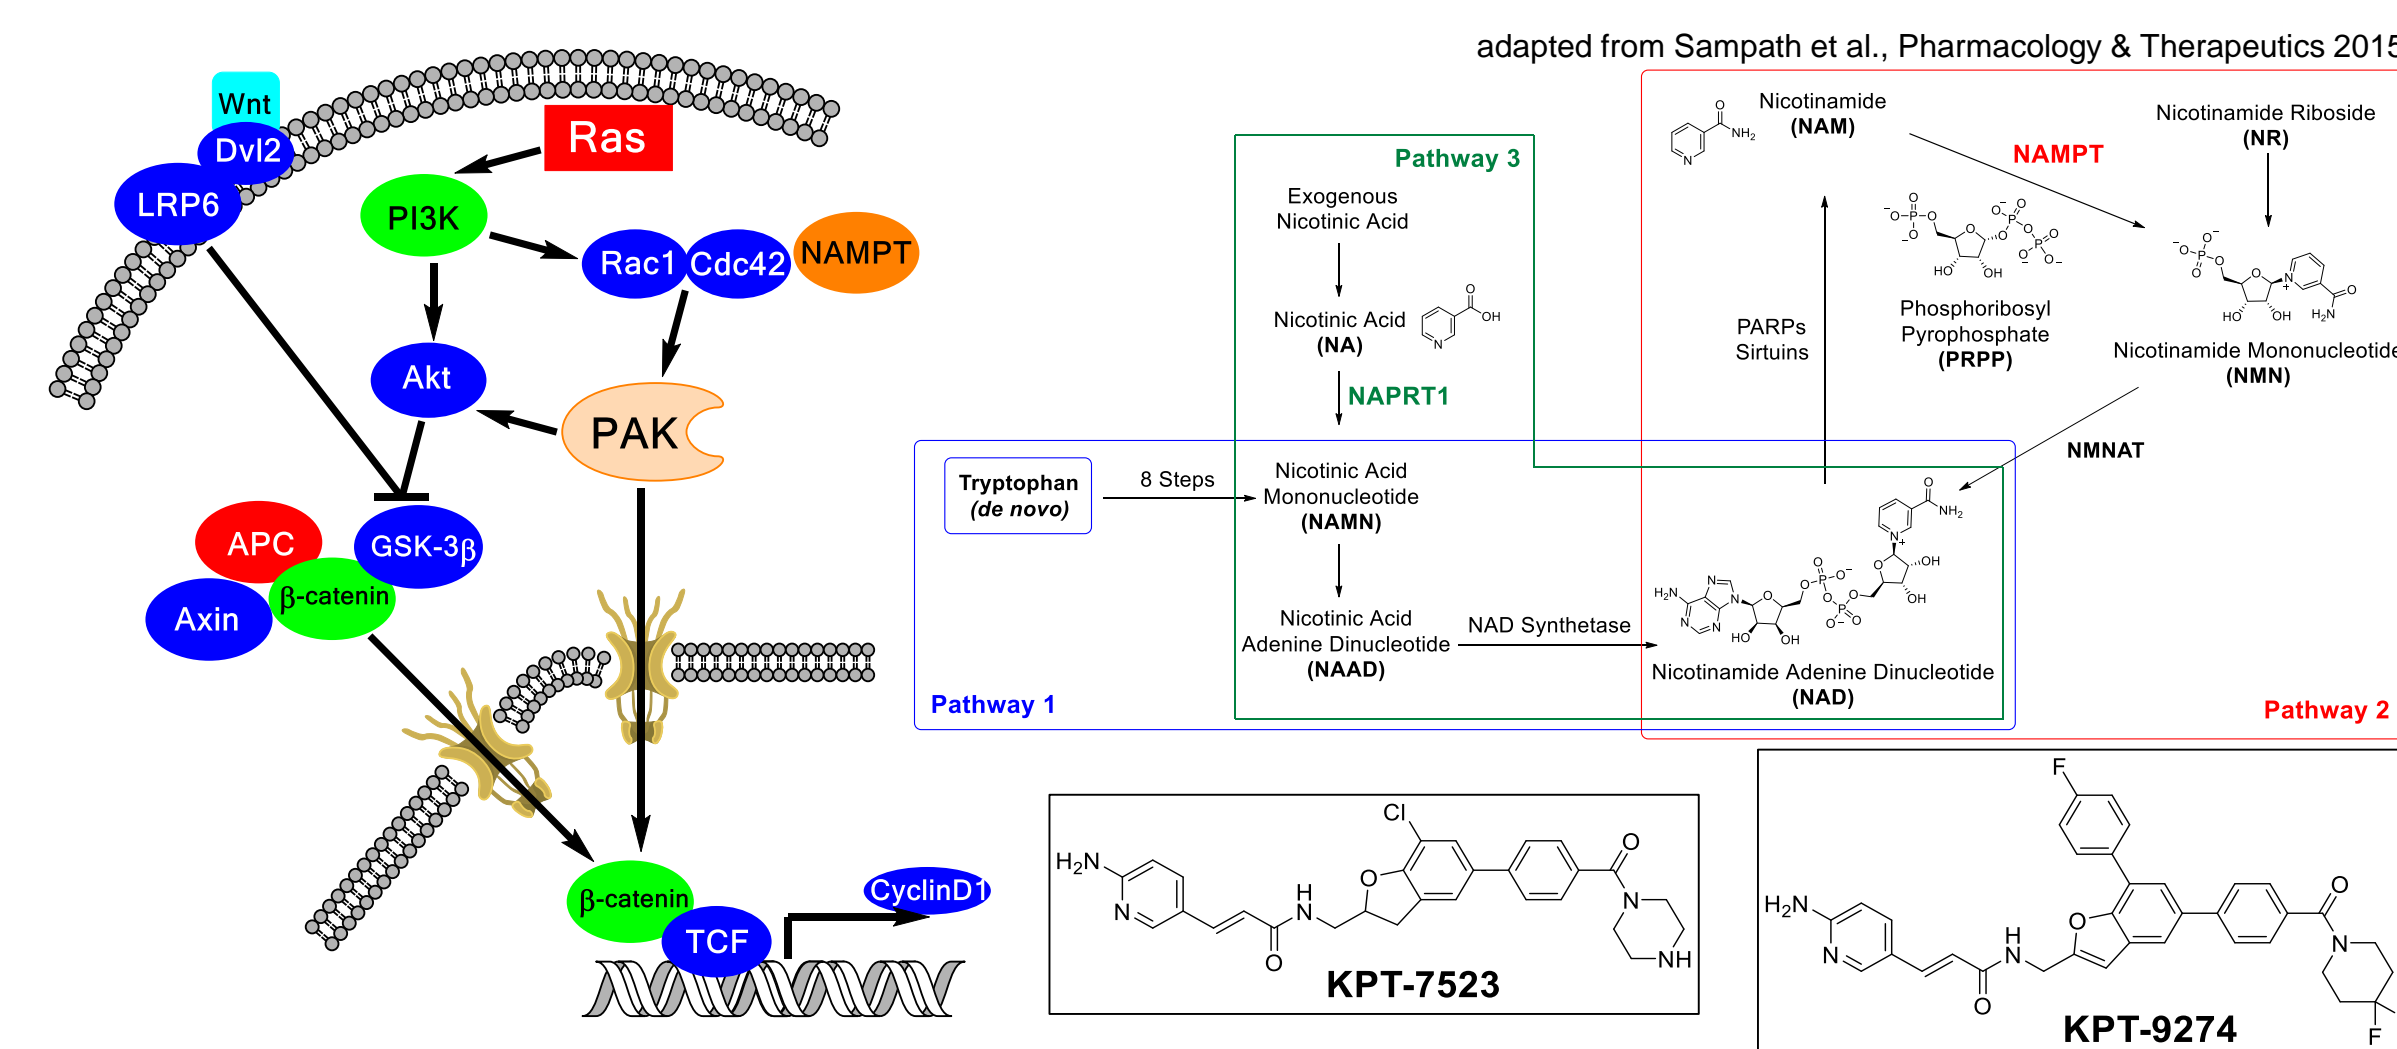 adapted from Sampath et al., Pharmacology & Therapeutics 2015
Wnt
Dvl2
LRP6
Ras
PI3K
Rac1
Cdc42
NAMPT
Akt
PAK
APC
GSK-3β
β-catenin
Axin
β-catenin
TCF
CyclinD1
Pathway 3
Exogenous
Nicotinic Acid
Nicotinic Acid
(NA)
O
OH
N
NAPRT1
Tryptophan
(de novo)
8 Steps
Nicotinic Acid
Mononucleotide
(NAMN)
Nicotinic Acid
Adenine Dinucleotide
(NAAD)
NAD Synthetase
Pathway 1
O
NH2
N
Nicotinamide
(NAM)
NAMPT
Nicotinamide Riboside
(NR)
PARPs
Sirtuins
Phosphoribosyl
Pyrophosphate
(PRPP)
Nicotinamide Mononucleotide
(NMN)
NMNAT
Nicotinamide Adenine Dinucleotide
(NAD)
Pathway 2
Cl
H2N
N
O
H
N
O
O
N
NH
KPT-7523
F
H2N
N
O
H
N
O
O
N
F
KPT-9274